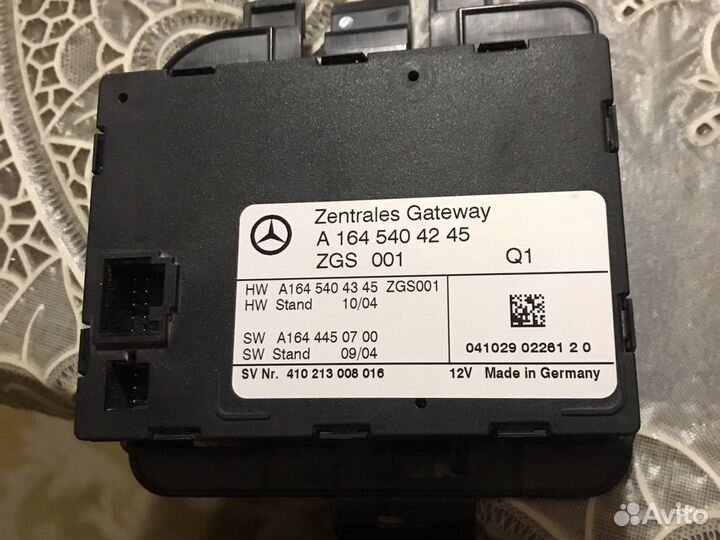 Zentrales Gateway
A 164 540 42 45
ZGS 001 Q1
HW A164 540 43 45 ZGS001
HW Stand 10/04
SW A164 445 07 00
SW Stand 09/04
041029 02261 2 0
SV Nr. 410 213 008 016 12V Made in Germany
Avito